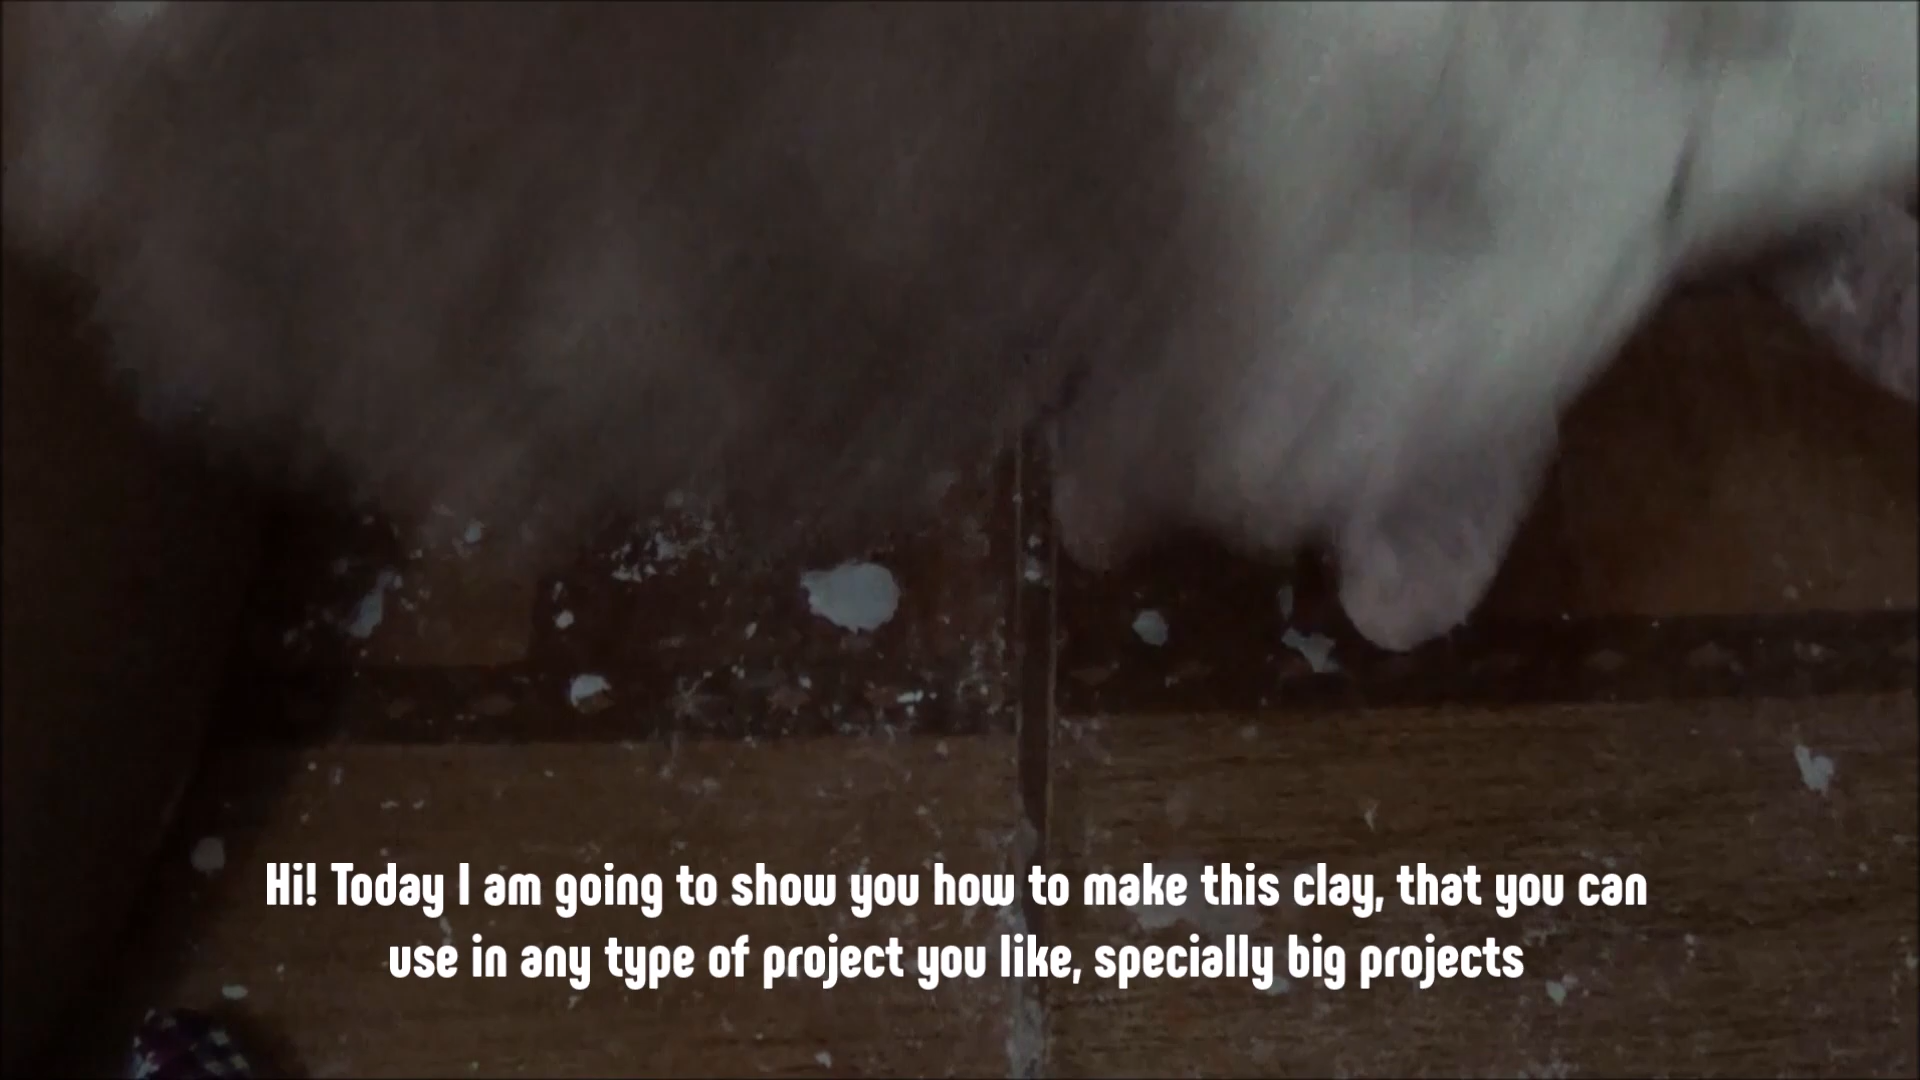 Hi! Today I am going to show you how to make this clay, that you can
use in any type of project you like, specially big projects